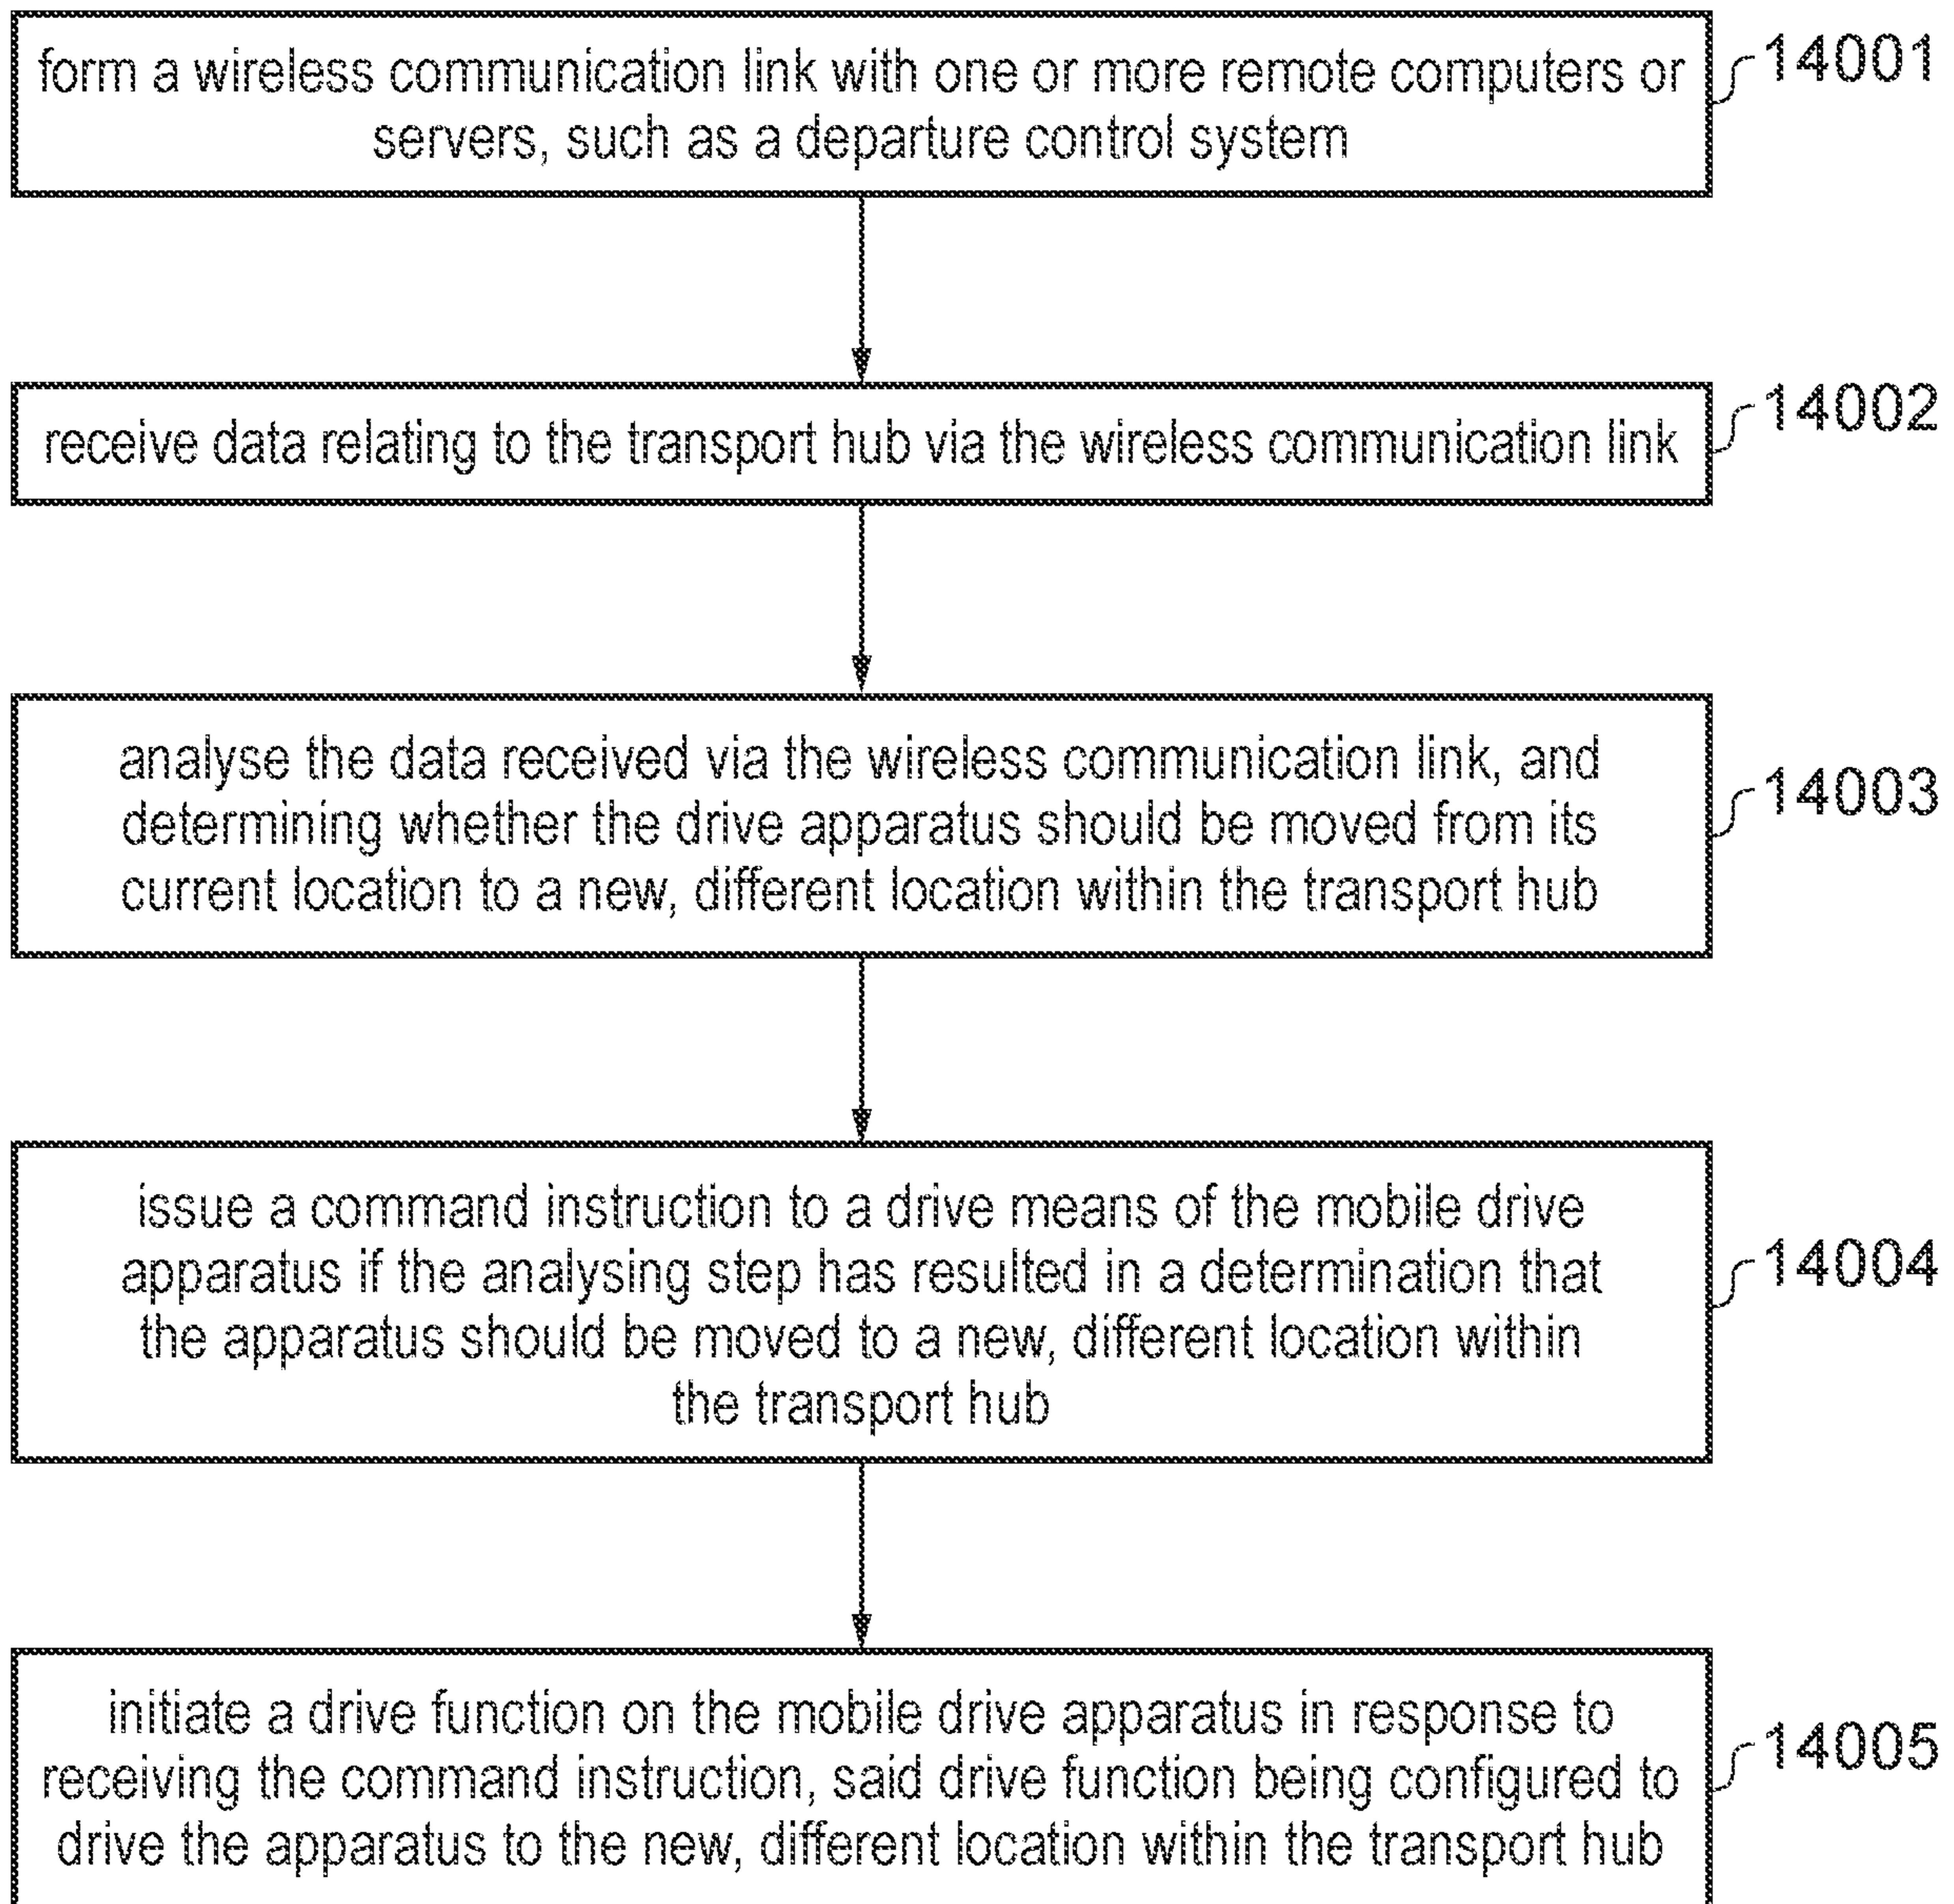 form a wireless communication link with one or more remote computers or
servers, such as a departure control system
14001
receive data relating to the transport hub via the wireless communication link
14002
analyse the data received via the wireless communication link, and
determining whether the drive apparatus should be moved from its
current location to a new, different location within the transport hub
14003
issue a command instruction to a drive means of the mobile drive
apparatus if the analysing step has resulted in a determination that
the apparatus should be moved to a new, different location within
the transport hub
14004
initiate a drive function on the mobile drive apparatus in response to
receiving the command instruction, said drive function being configured to
drive the apparatus to the new, different location within the transport hub
14005